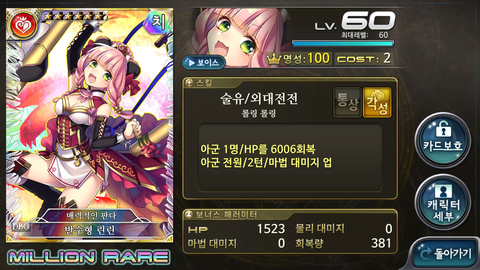 치
LV. 60
최대레벨: 60
보이스
명성:100 COST: 2
스킬
술유/외대전전
롤링 롤링
통상
각성
아군 1명/HP를 6006회복
아군 전원/2턴/마법 대미지 업
카드보호
캐릭터
세부
매력적인 판다
반수형 린린
MILLION RARE
보너스 패러미터
HP 1523 물리 대미지 0
마법 대미지 0 회복량 381
돌아가기